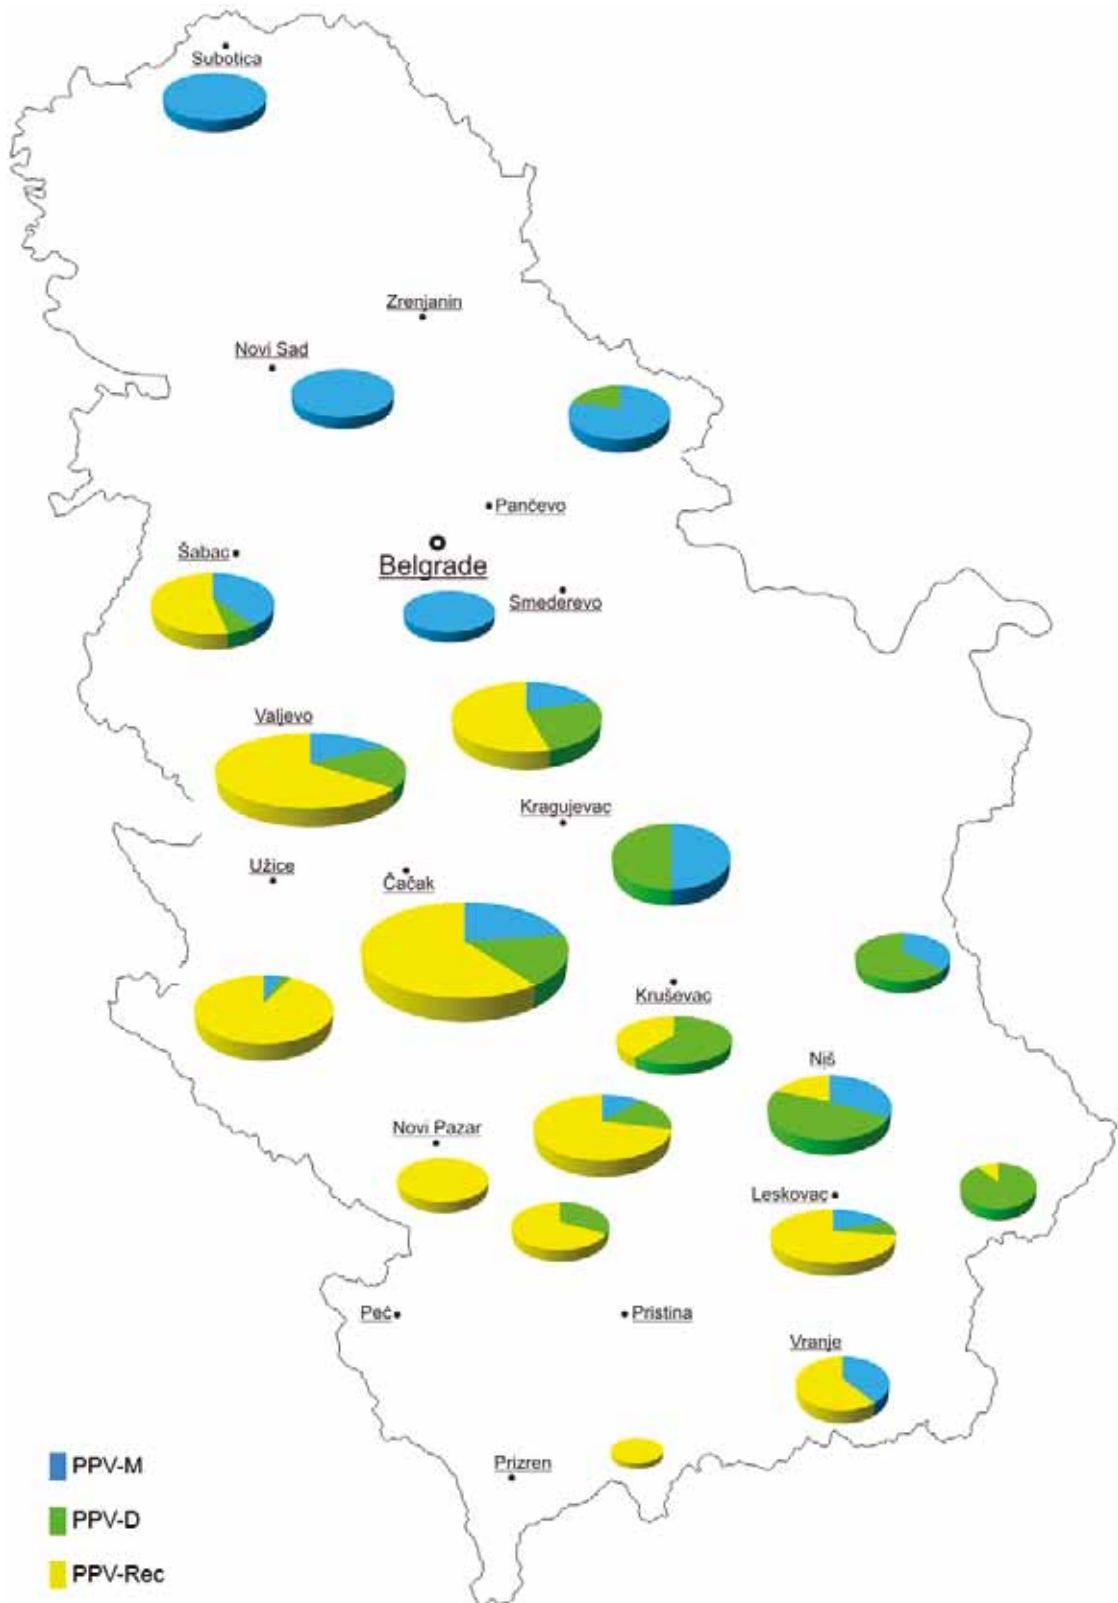 Subotica
Zrenjanin
Novi Sad
Pančevo
Šabac
Belgrade
Smederevo
Valjevo
Kragujevac
Užice
Čačak
Kruševac
Niš
Novi Pazar
Leskovac
Peć
Pristina
Vranje
Prizren
PPV-M
PPV-D
PPV-Rec